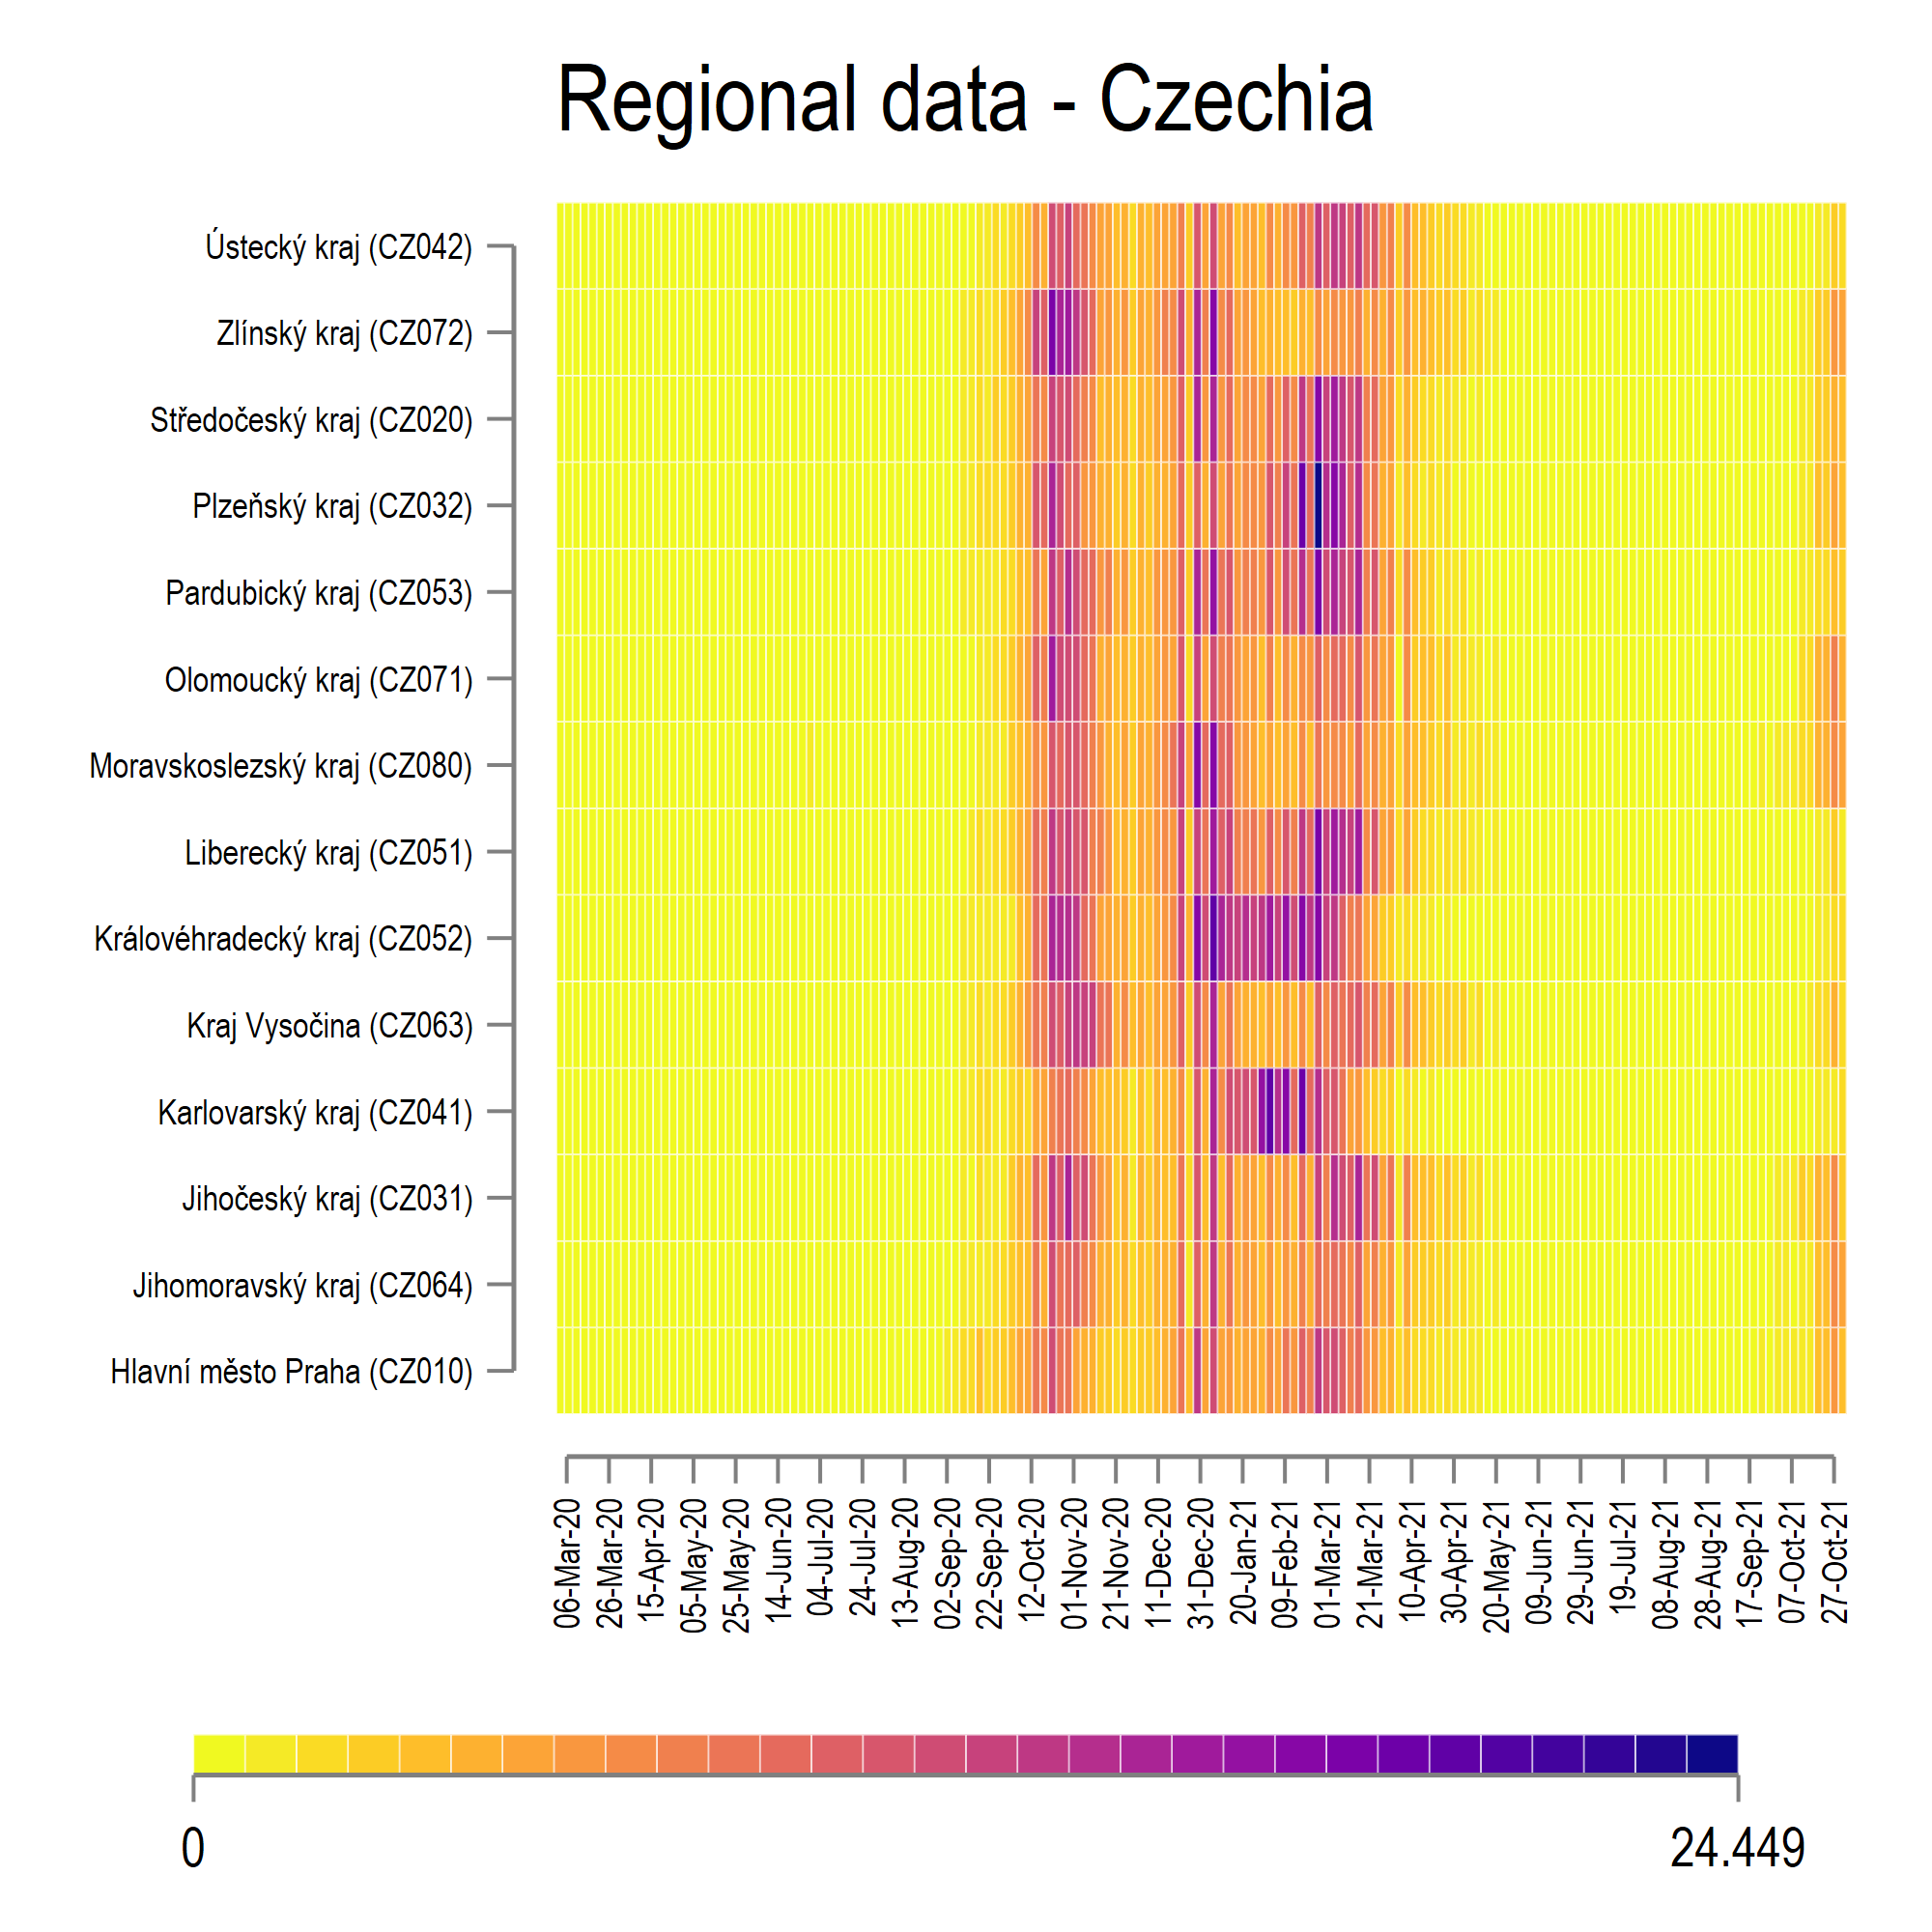 Regional data - Czechia
Ústecký kraj (CZ042)
Zlínský kraj (CZ072)
Středočeský kraj (CZ020)
Plzeňský kraj (CZ032)
Pardubický kraj (CZ053)
Olomoucký kraj (CZ071)
Moravskoslezský kraj (CZ080)
Liberecký kraj (CZ051)
Královéhradecký kraj (CZ052)
Kraj Vysočina (CZ063)
Karlovarský kraj (CZ041)
Jihočeský kraj (CZ031)
Jihomoravský kraj (CZ064)
Hlavní město Praha (CZ010)
06-Mar-20
26-Mar-20
15-Apr-20
05-May-20
25-May-20
14-Jun-20
04-Jul-20
24-Jul-20
13-Aug-20
02-Sep-20
22-Sep-20
12-Oct-20
01-Nov-20
21-Nov-20
11-Dec-20
31-Dec-20
20-Jan-21
09-Feb-21
01-Mar-21
21-Mar-21
10-Apr-21
30-Apr-21
20-May-21
09-Jun-21
29-Jun-21
19-Jul-21
08-Aug-21
28-Aug-21
17-Sep-21
07-Oct-21
27-Oct-21
0
24.449